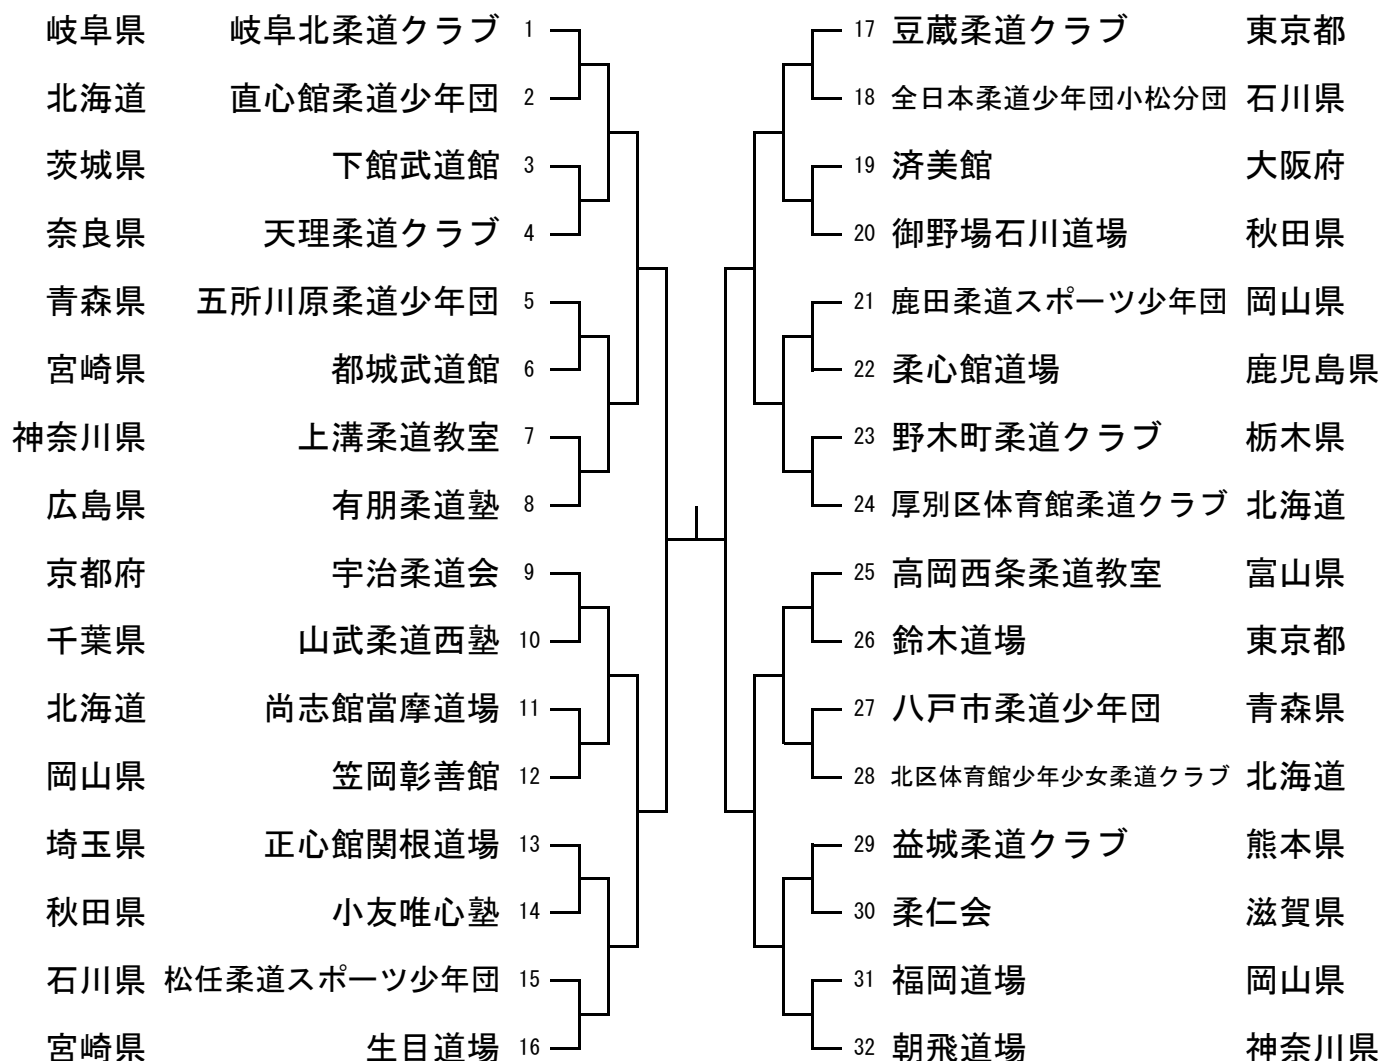 岐阜県 岐阜北柔道クラブ 1
北海道 直心館柔道少年団 2
茨城県 下館武道館 3
奈良県 天理柔道クラブ 4
青森県 五所川原柔道少年団 5
宮崎県 都城武道館 6
神奈川県 上溝柔道教室 7
広島県 有朋柔道塾 8
京都府 宇治柔道会 9
千葉県 山武柔道西塾 10
北海道 尚志館當摩道場 11
岡山県 笠岡彰善館 12
埼玉県 正心館関根道場 13
秋田県 小友唯心塾 14
石川県 松任柔道スポーツ少年団 15
宮崎県 生目道場 16
17 豆蔵柔道クラブ 東京都
18 全日本柔道少年団小松分団 石川県
19 済美館 大阪府
20 御野場石川道場 秋田県
21 鹿田柔道スポーツ少年団 岡山県
22 柔心館道場 鹿児島県
23 野木町柔道クラブ 栃木県
24 厚別区体育館柔道クラブ 北海道
25 高岡西条柔道教室 富山県
26 鈴木道場 東京都
27 八戸市柔道少年団 青森県
28 北区体育館少年少女柔道クラブ 北海道
29 益城柔道クラブ 熊本県
30 柔仁会 滋賀県
31 福岡道場 岡山県
32 朝飛道場 神奈川県